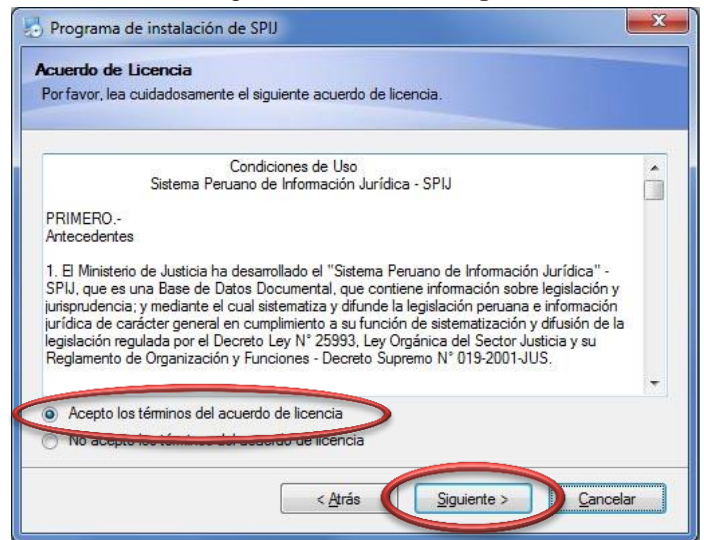 Programa de instalación de SPIJ
Acuerdo de Licencia
Por favor, lea cuidadosamente el siguiente acuerdo de licencia.
Condiciones de Uso
Sistema Peruano de Información Jurídica - SPIJ
PRIMERO.-
Antecedentes
1. El Ministerio de Justicia ha desarrollado el "Sistema Peruano de Información Jurídica" -
SPIJ, que es una Base de Datos Documental, que contiene información sobre legislación y
jurisprudencia; y mediante el cual sistematiza y difunde la legislación peruana e información
jurídica de carácter general en cumplimiento a su función de sistematización y difusión de la
legislación regulada por el Decreto Ley N° 25993, Ley Orgánica del Sector Justicia y su
Reglamento de Organización y Funciones - Decreto Supremo N° 019-2001-JUS.
Acepto los términos del acuerdo de licencia
No acepto los términos del acuerdo de licencia
< Atrás
Siguiente >
Cancelar